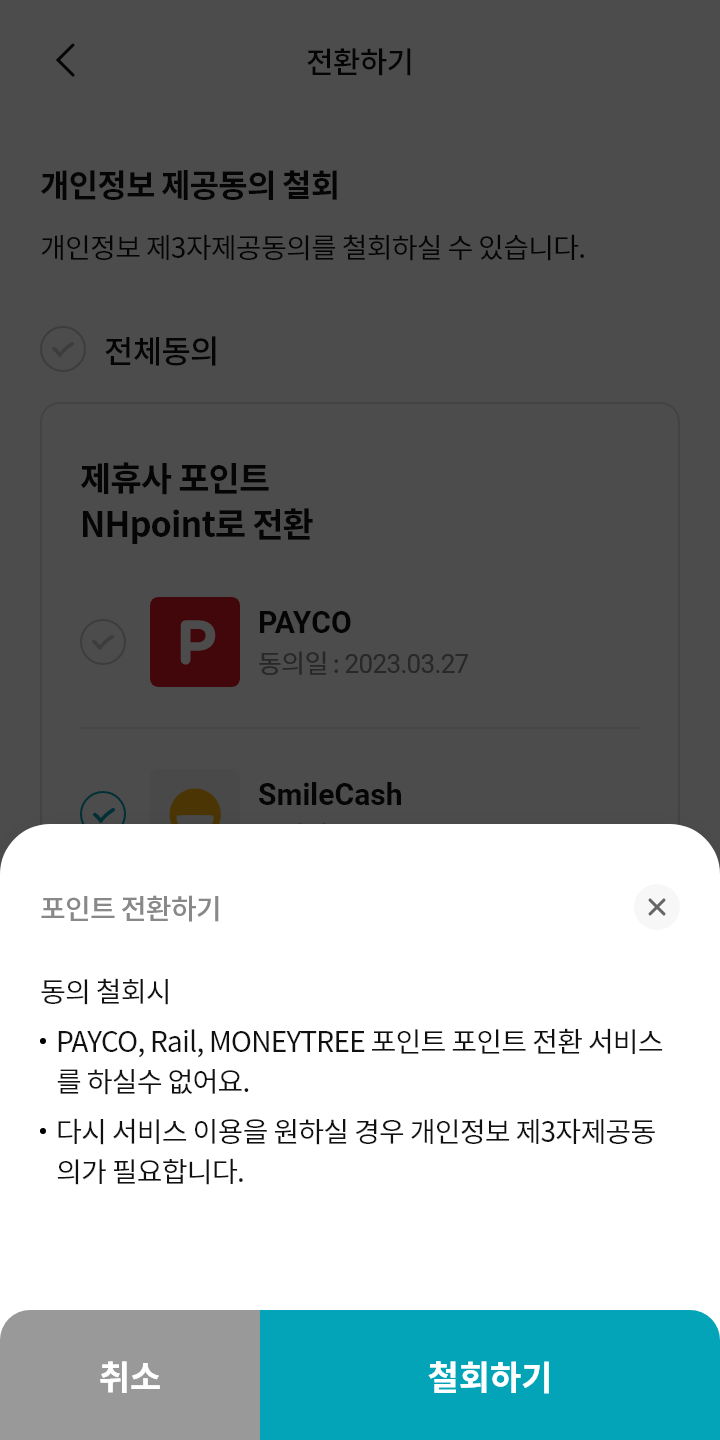 전환하기
개인정보 제공동의 철회
개인정보 제3자제공동의를 철회하실 수 있습니다.
전체동의
제휴사 포인트
NHpoint로 전환
P
PAYCO
동의일 : 2023.03.27
SmileCash
포인트 전환하기
동의 철회시
• PAYCO, Rail, MONEYTREE 포인트 포인트 전환 서비스
를 하실수 없어요.
• 다시 서비스 이용을 원하실 경우 개인정보 제3자제공동
의가 필요합니다.
취소
철회하기